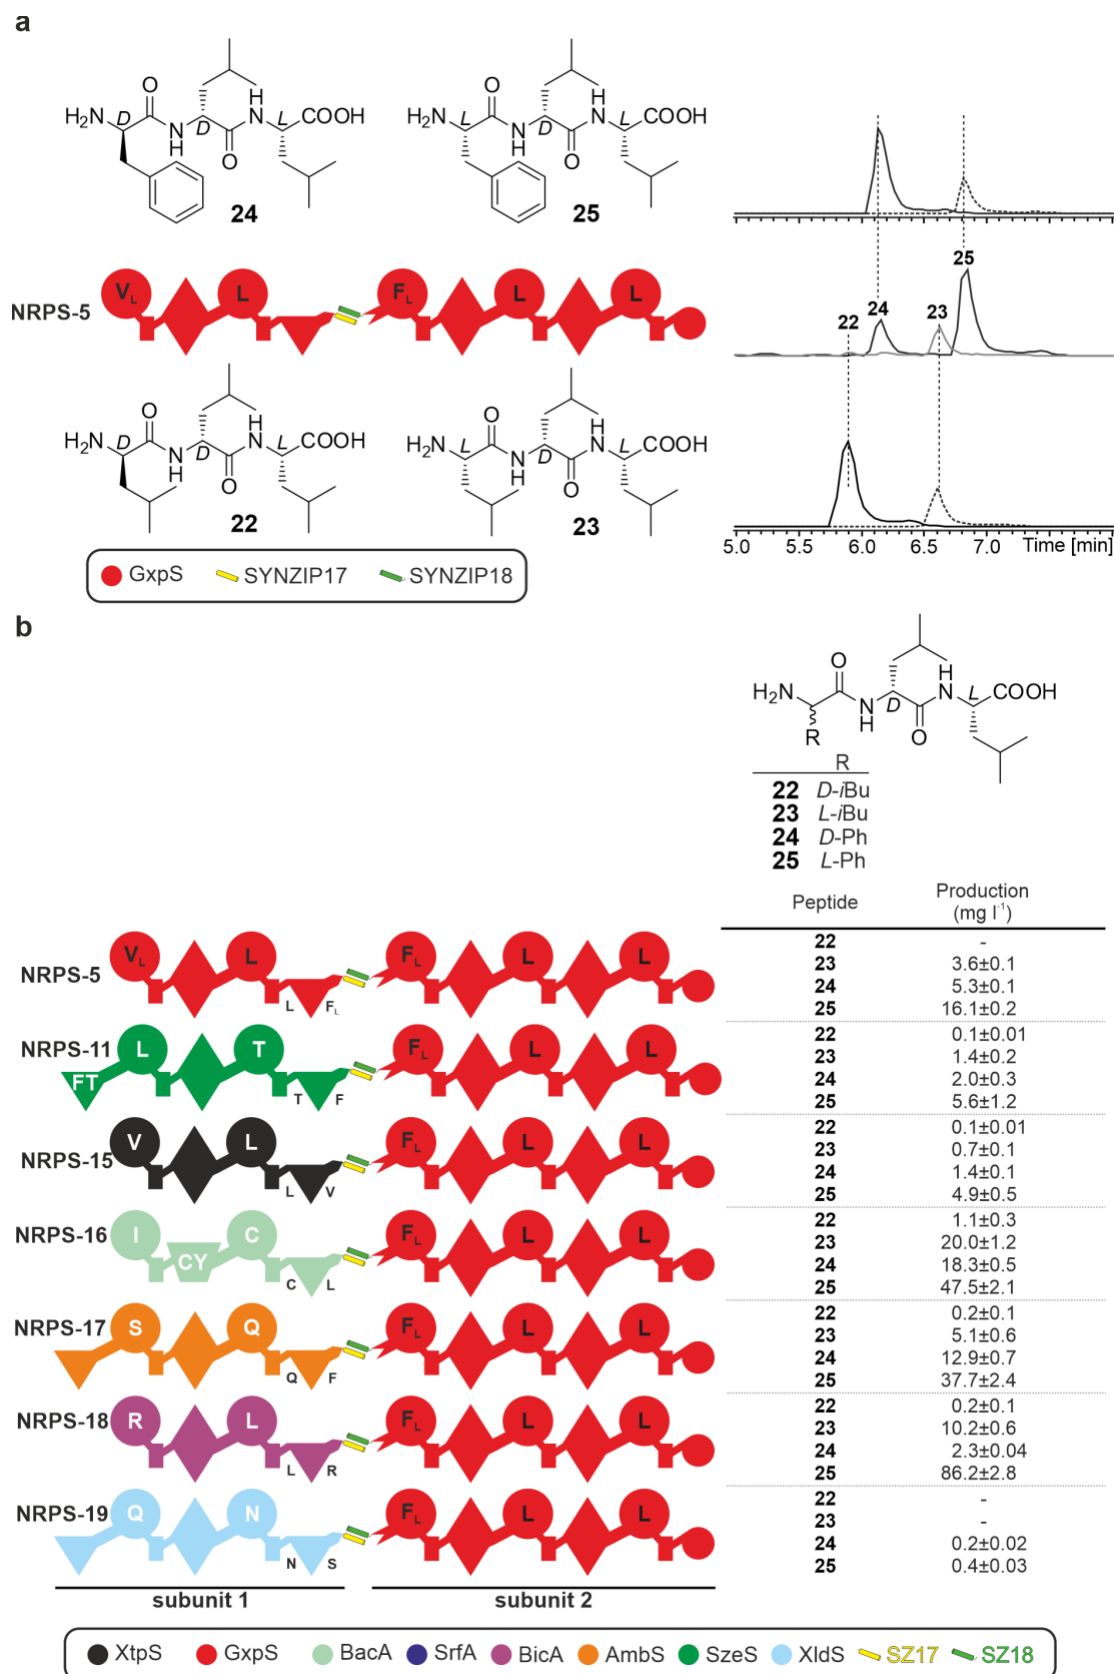 a
H2N D O N H D H N O L COOH
24
H2N L O N H D H N O L COOH
25
NRPS-5 VL L FL L L
22 24 23 25
H2N D O N H D H N O L COOH
22
H2N L O N H D H N O L COOH
23
5.0 5.5 6.0 6.5 7.0 Time [min]
GxpS SYNZIP17 SYNZIP18
b
H2N R O N H D H N O L COOH
R
22 D-iBu
23 L-iBu
24 D-Ph
25 L-Ph
Peptide Production (mg l-1)
NRPS-5 VL L L FL FL L L
22 -
23 3.6±0.1
24 5.3±0.1
25 16.1±0.2
NRPS-11 FT L T T F FL L L
22 0.1±0.01
23 1.4±0.2
24 2.0±0.3
25 5.6±1.2
NRPS-15 V L L V FL L L
22 0.1±0.01
23 0.7±0.1
24 1.4±0.1
25 4.9±0.5
NRPS-16 I CY C C L FL L L
22 1.1±0.3
23 20.0±1.2
24 18.3±0.5
25 47.5±2.1
NRPS-17 S Q Q F FL L L
22 0.2±0.1
23 5.1±0.6
24 12.9±0.7
25 37.7±2.4
NRPS-18 R L L R FL L L
22 0.2±0.1
23 10.2±0.6
24 2.3±0.04
25 86.2±2.8
NRPS-19 Q N N S FL L L
22 -
23 -
24 0.2±0.02
25 0.4±0.03
subunit 1 subunit 2
XtpS GxpS BacA SrfA BicA AmbS SzeS XldS SZ17 SZ18